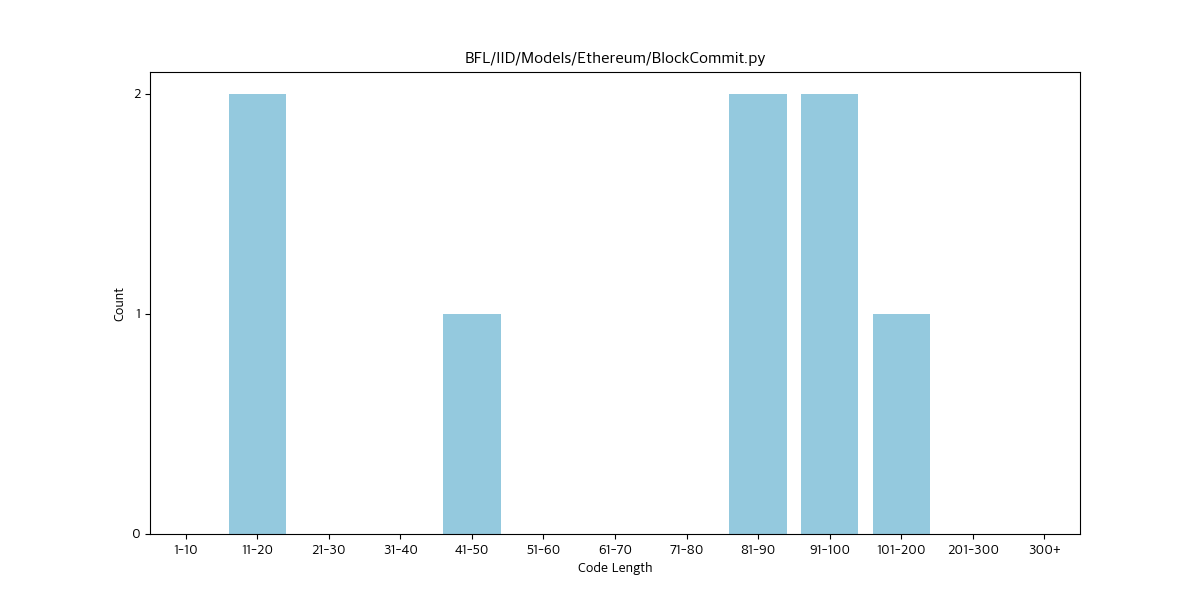 BFL/IID/Models/Ethereum/BlockCommit.py
Count
2
1
0
1-10 11-20 21-30 31-40 41-50 51-60 61-70 71-80 81-90 91-100 101-200 201-300 300+
Code Length